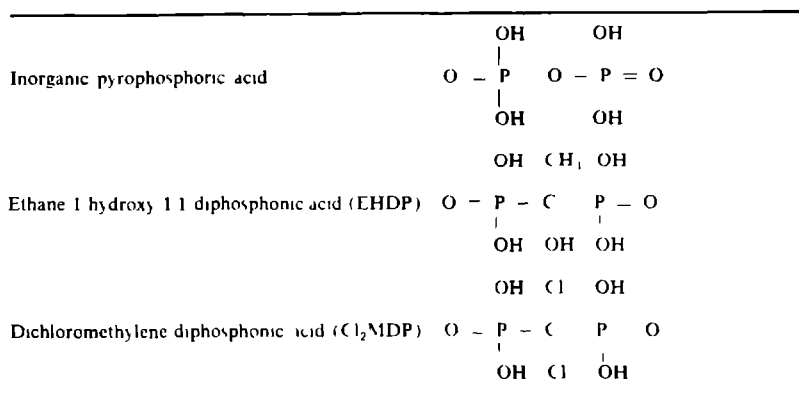 OH OH
Inorganic pyrophosphoric acid O – P O – P = O
OH OH
OH CH₃ OH
Ethane 1 hydroxy 1 1 diphosphonic acid (EHDP) O – P – C P – O
OH OH OH
OH Cl OH
Dichloromethylene diphosphonic acid (Cl₂MDP) O – P – C P O
OH Cl OH